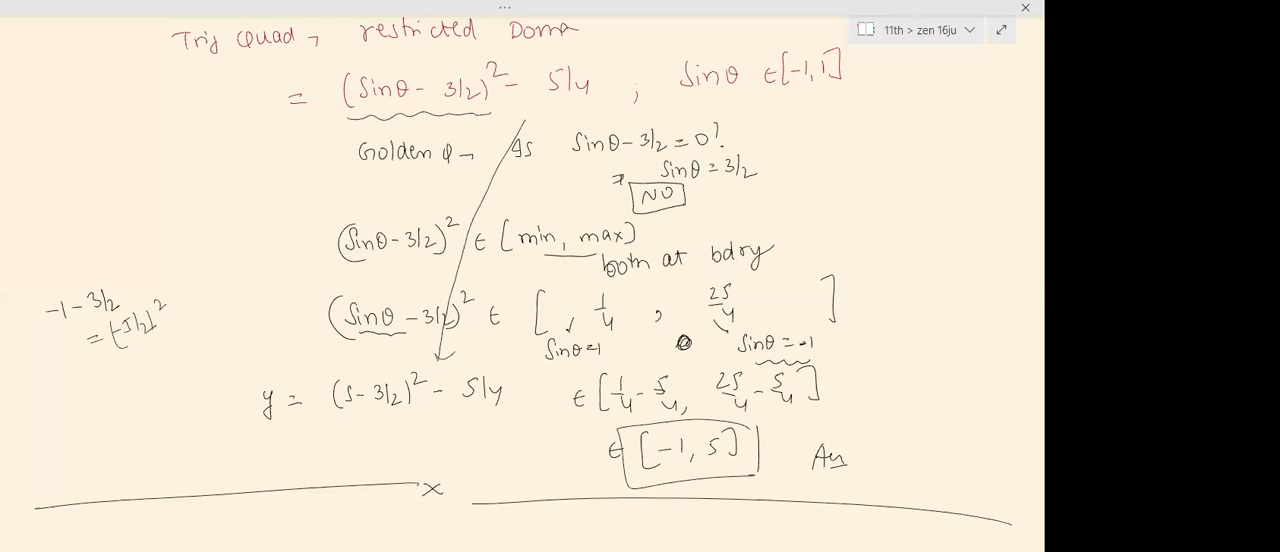 ...
11th > zen 16ju
Trig Quad → restricted Doma
= (Sinθ - 3/2)² - 5/4 ; Sinθ ∈ [-1, 1]
Golden Q → Is Sinθ - 3/2 = 0?
Sinθ = 3/2
NO
(Sinθ - 3/2)² ∈ [min, max]
both at bdry
-1 - 3/2
= (-5/2)²
(Sinθ - 3/2)² ∈ [ 1/4 , 25/4 ]
Sinθ=1 Sinθ = -1
y = (S - 3/2)² - 5/4 ∈ [1/4 - 5/4, 25/4 - 5/4]
∈ [-1, 5] Ans
x